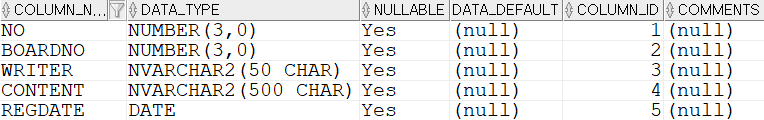 COLUMN_N... DATA_TYPE NULLABLE DATA_DEFAULT COLUMN_ID COMMENTS
NO NUMBER(3,0) Yes (null) 1 (null)
BOARDNO NUMBER(3,0) Yes (null) 2 (null)
WRITER NVARCHAR2(50 CHAR) Yes (null) 3 (null)
CONTENT NVARCHAR2(500 CHAR) Yes (null) 4 (null)
REGDATE DATE Yes (null) 5 (null)